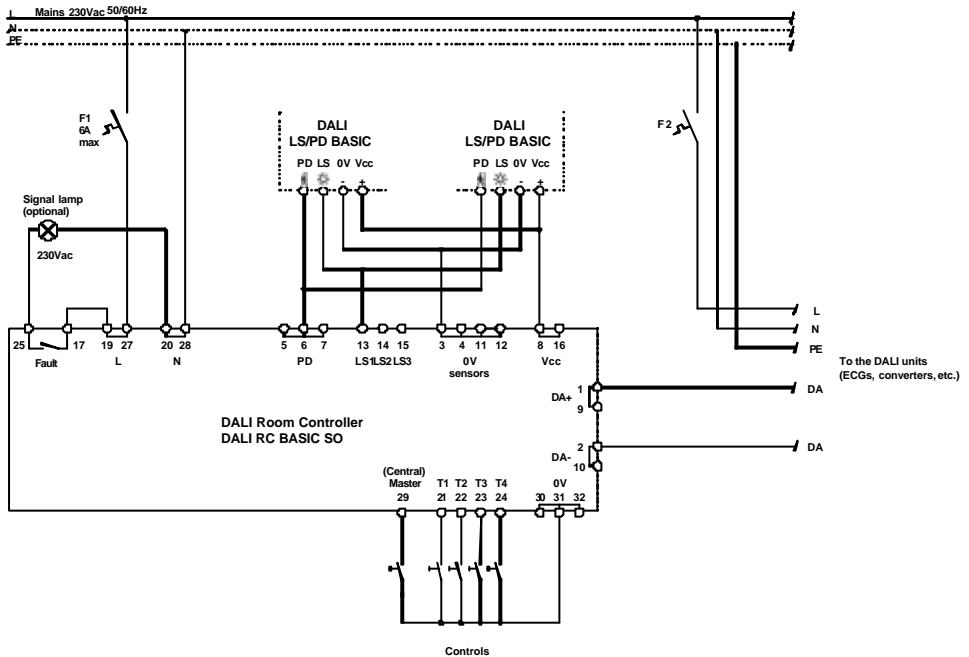 L Mains 230Vac 50/60Hz
N
PE
F1
6A
max
F2
DALI
LS/PD BASIC
PD LS 0V Vcc
- +
DALI
LS/PD BASIC
PD LS 0V Vcc
- +
Signal lamp
(optional)
230Vac
25 17 19 27 20 28 5 6 7 13 14 15 3 4 11 12 8 16
Fault L N PD LS1LS2LS3 0V Vcc
sensors
L
N
PE
To the DALI units
(ECGs, converters, etc.)
1
DA+
9
DA
2
DA-
10
DA
DALI Room Controller
DALI RC BASIC SO
(Central)
Master T1 T2 T3 T4 0V
29 21 22 23 24 30 31 32
Controls